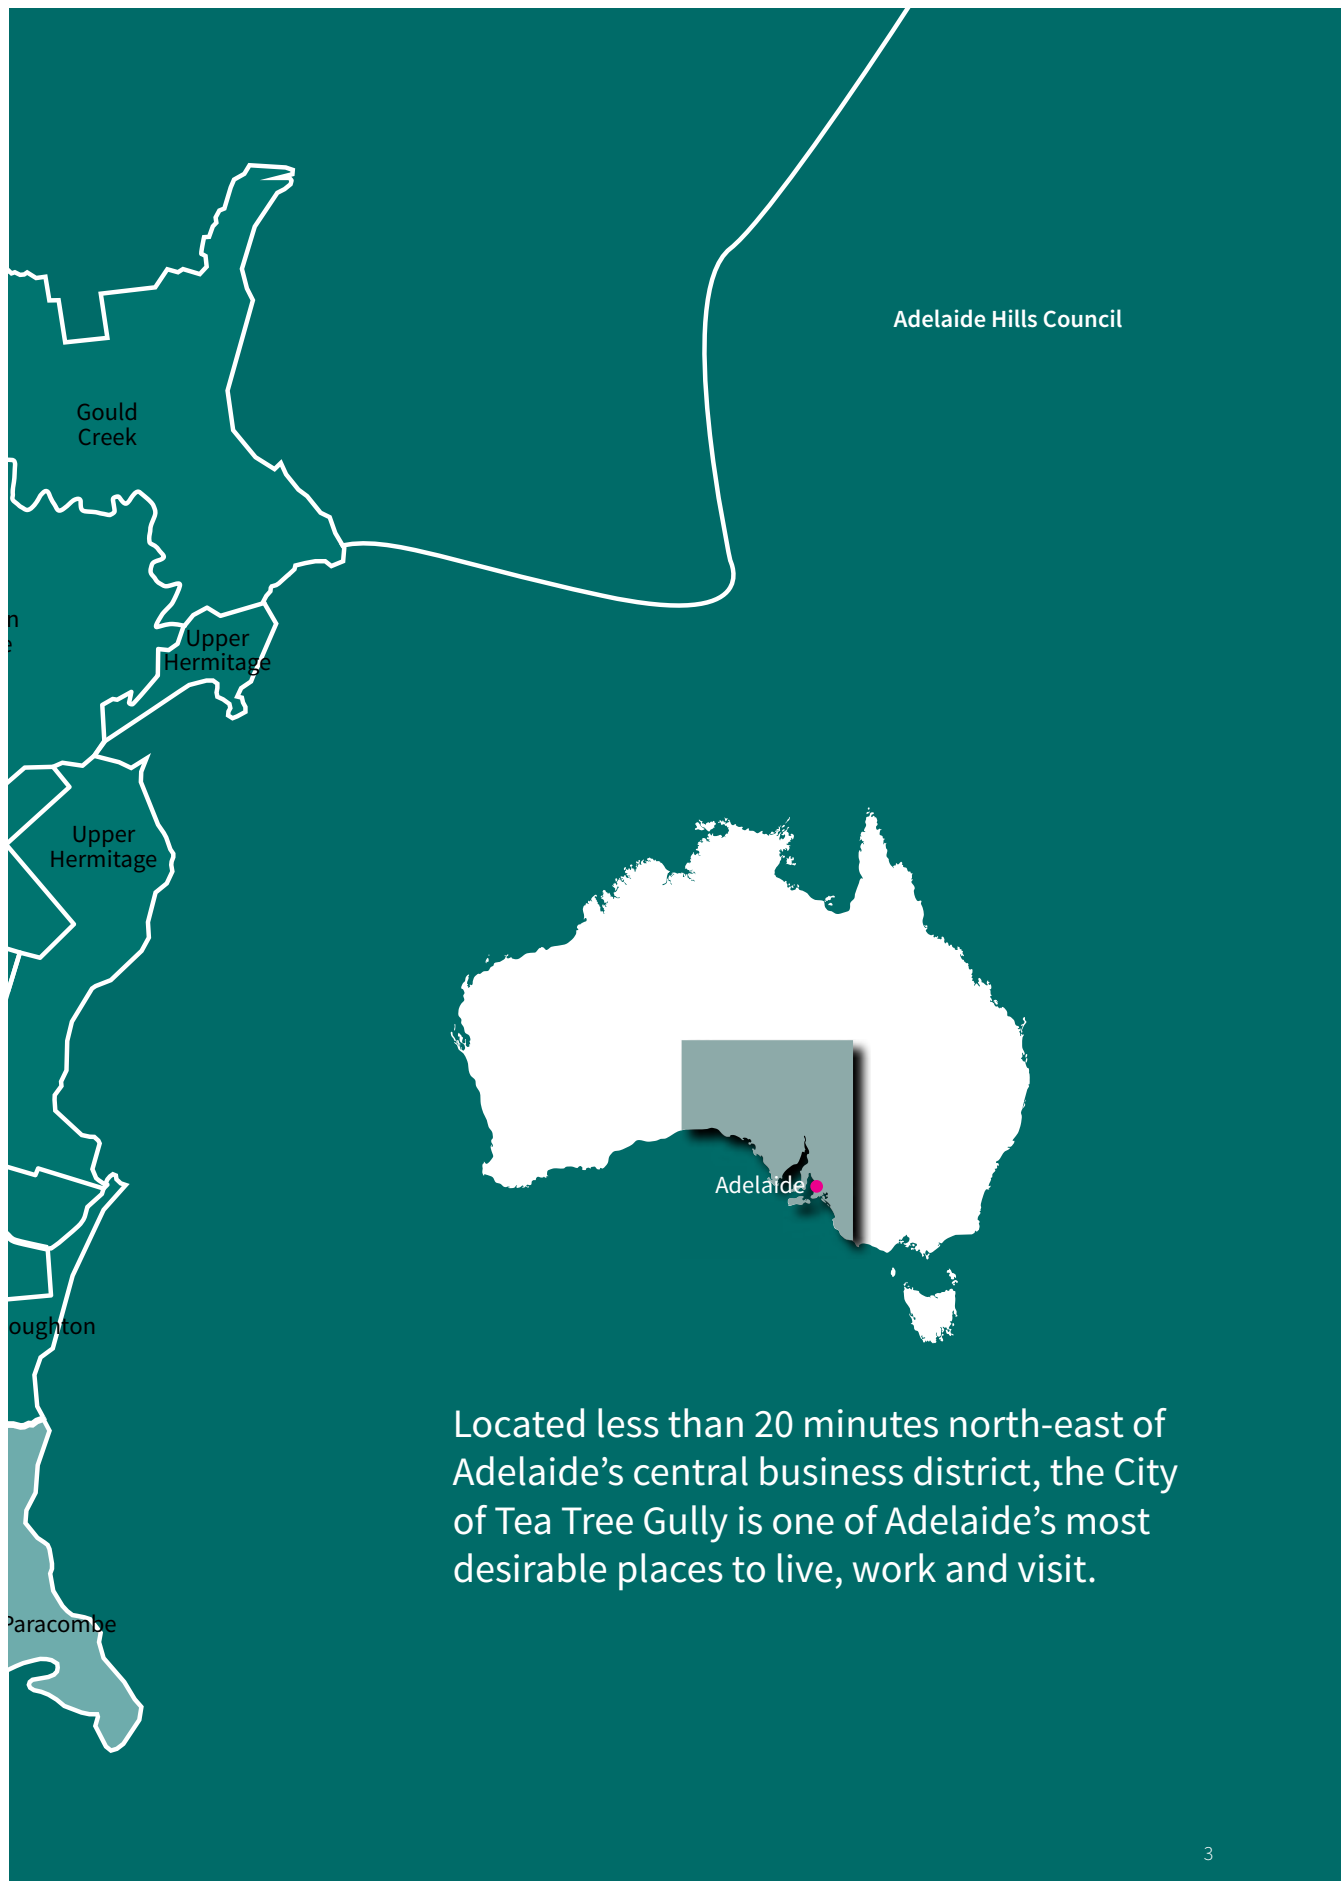 Adelaide Hills Council
Gould
Creek
n
e
Upper
Hermitage
Upper
Hermitage
Adelaide
oughton
Located less than 20 minutes north-east of
Adelaide’s central business district, the City
of Tea Tree Gully is one of Adelaide’s most
desirable places to live, work and visit.
Paracombe
3